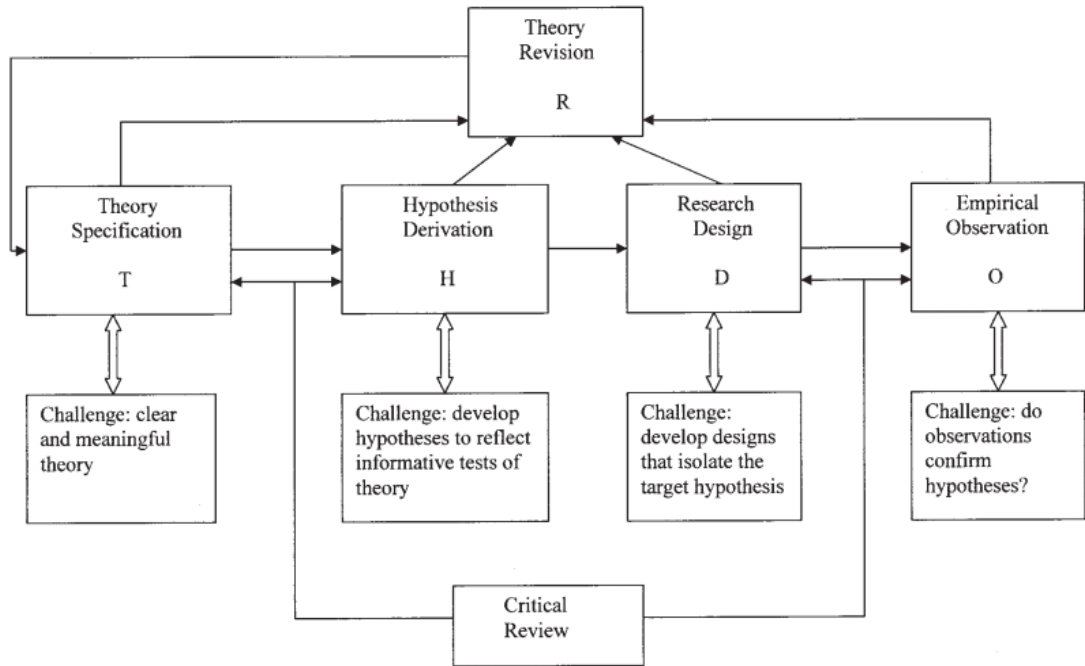 Theory
Revision
R
Theory
Specification
T
Hypothesis
Derivation
H
Research
Design
D
Empirical
Observation
O
Challenge: clear
and meaningful
theory
Challenge: develop
hypotheses to reflect
informative tests of
theory
Challenge:
develop designs
that isolate the
target hypothesis
Challenge: do
observations
confirm
hypotheses?
Critical
Review